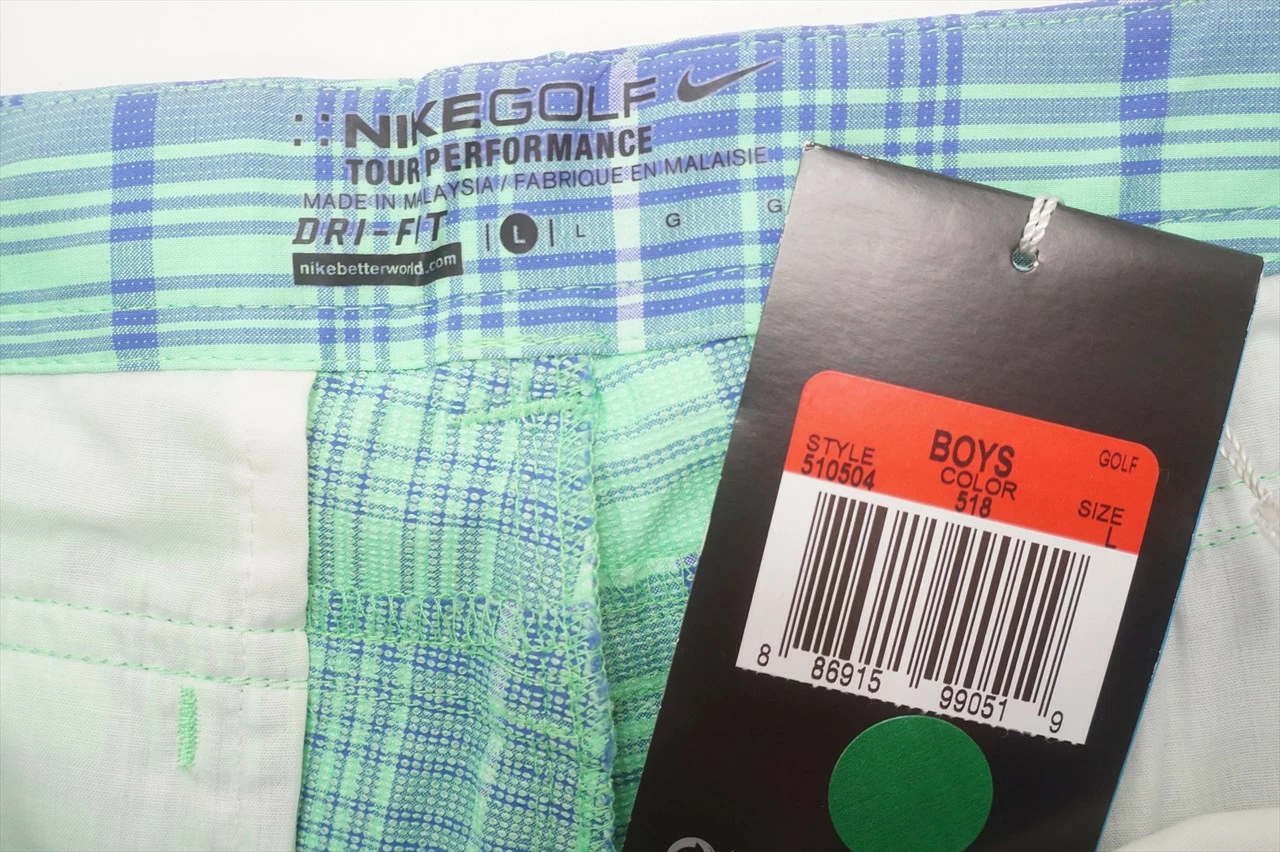 NIKEGOLF
TOUR PERFORMANCE
MADE IN MALAYSIA / FABRIQUE EN MALAISIE
DRI-FIT | L | L G G
nikebetterworld.com
BOYS GOLF
STYLE COLOR SIZE
510504 518 L
8 86915 99051 9